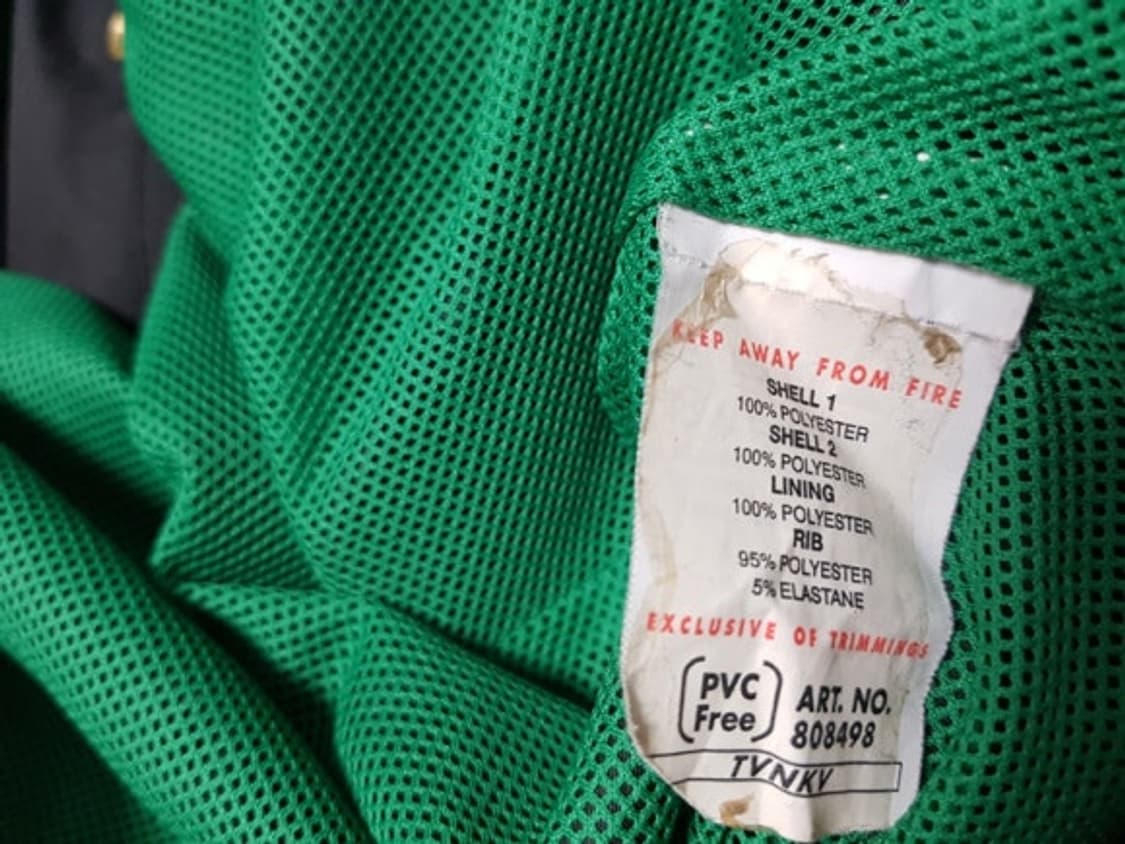 KEEP AWAY FROM FIRE
SHELL 1
100% POLYESTER
SHELL 2
100% POLYESTER
LINING
100% POLYESTER
RIB
95% POLYESTER
5% ELASTANE
EXCLUSIVE OF TRIMMINGS
PVC Free
ART. NO.
808498
TVNKV